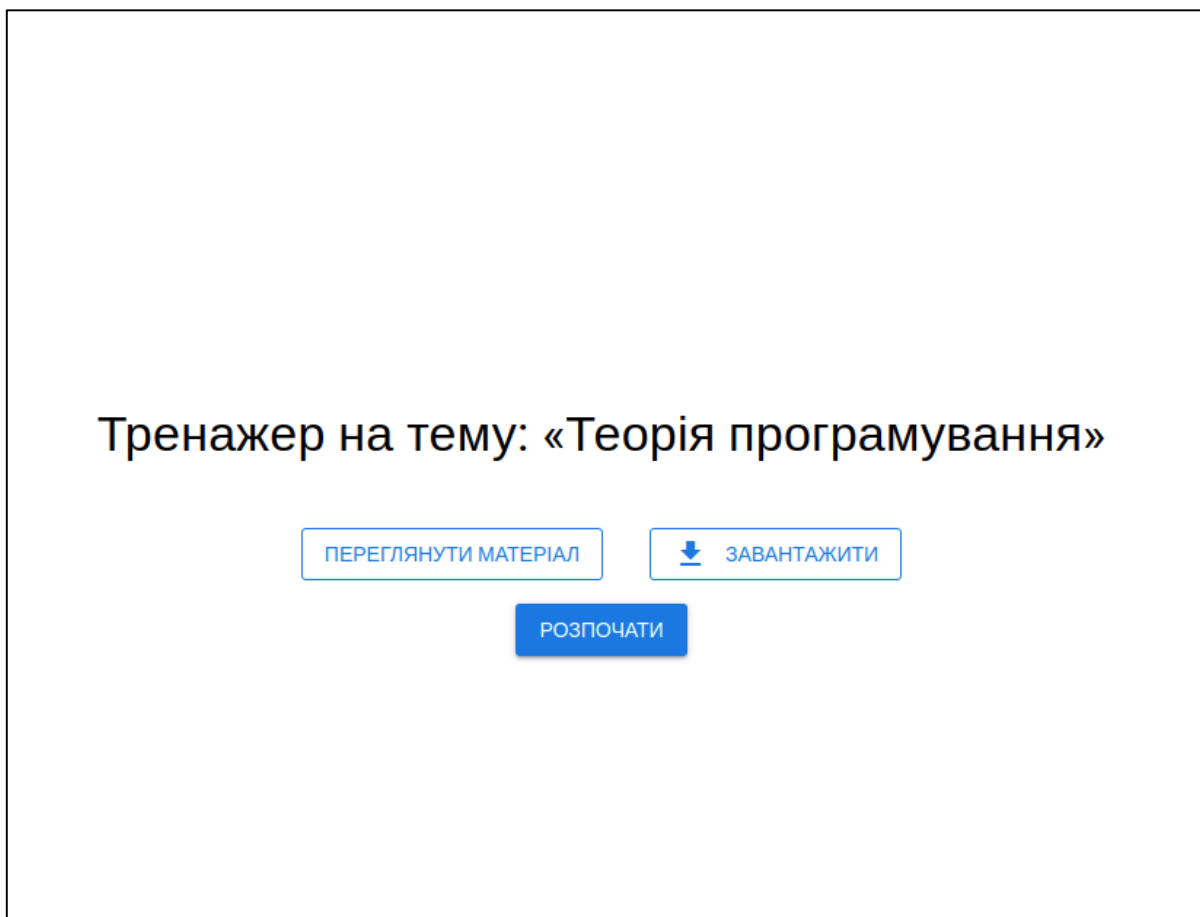 Тренажер на тему: «Теорія програмування»
ПЕРЕГЛЯНУТИ МАТЕРІАЛ
ЗАВАНТАЖИТИ
РОЗПОЧАТИ